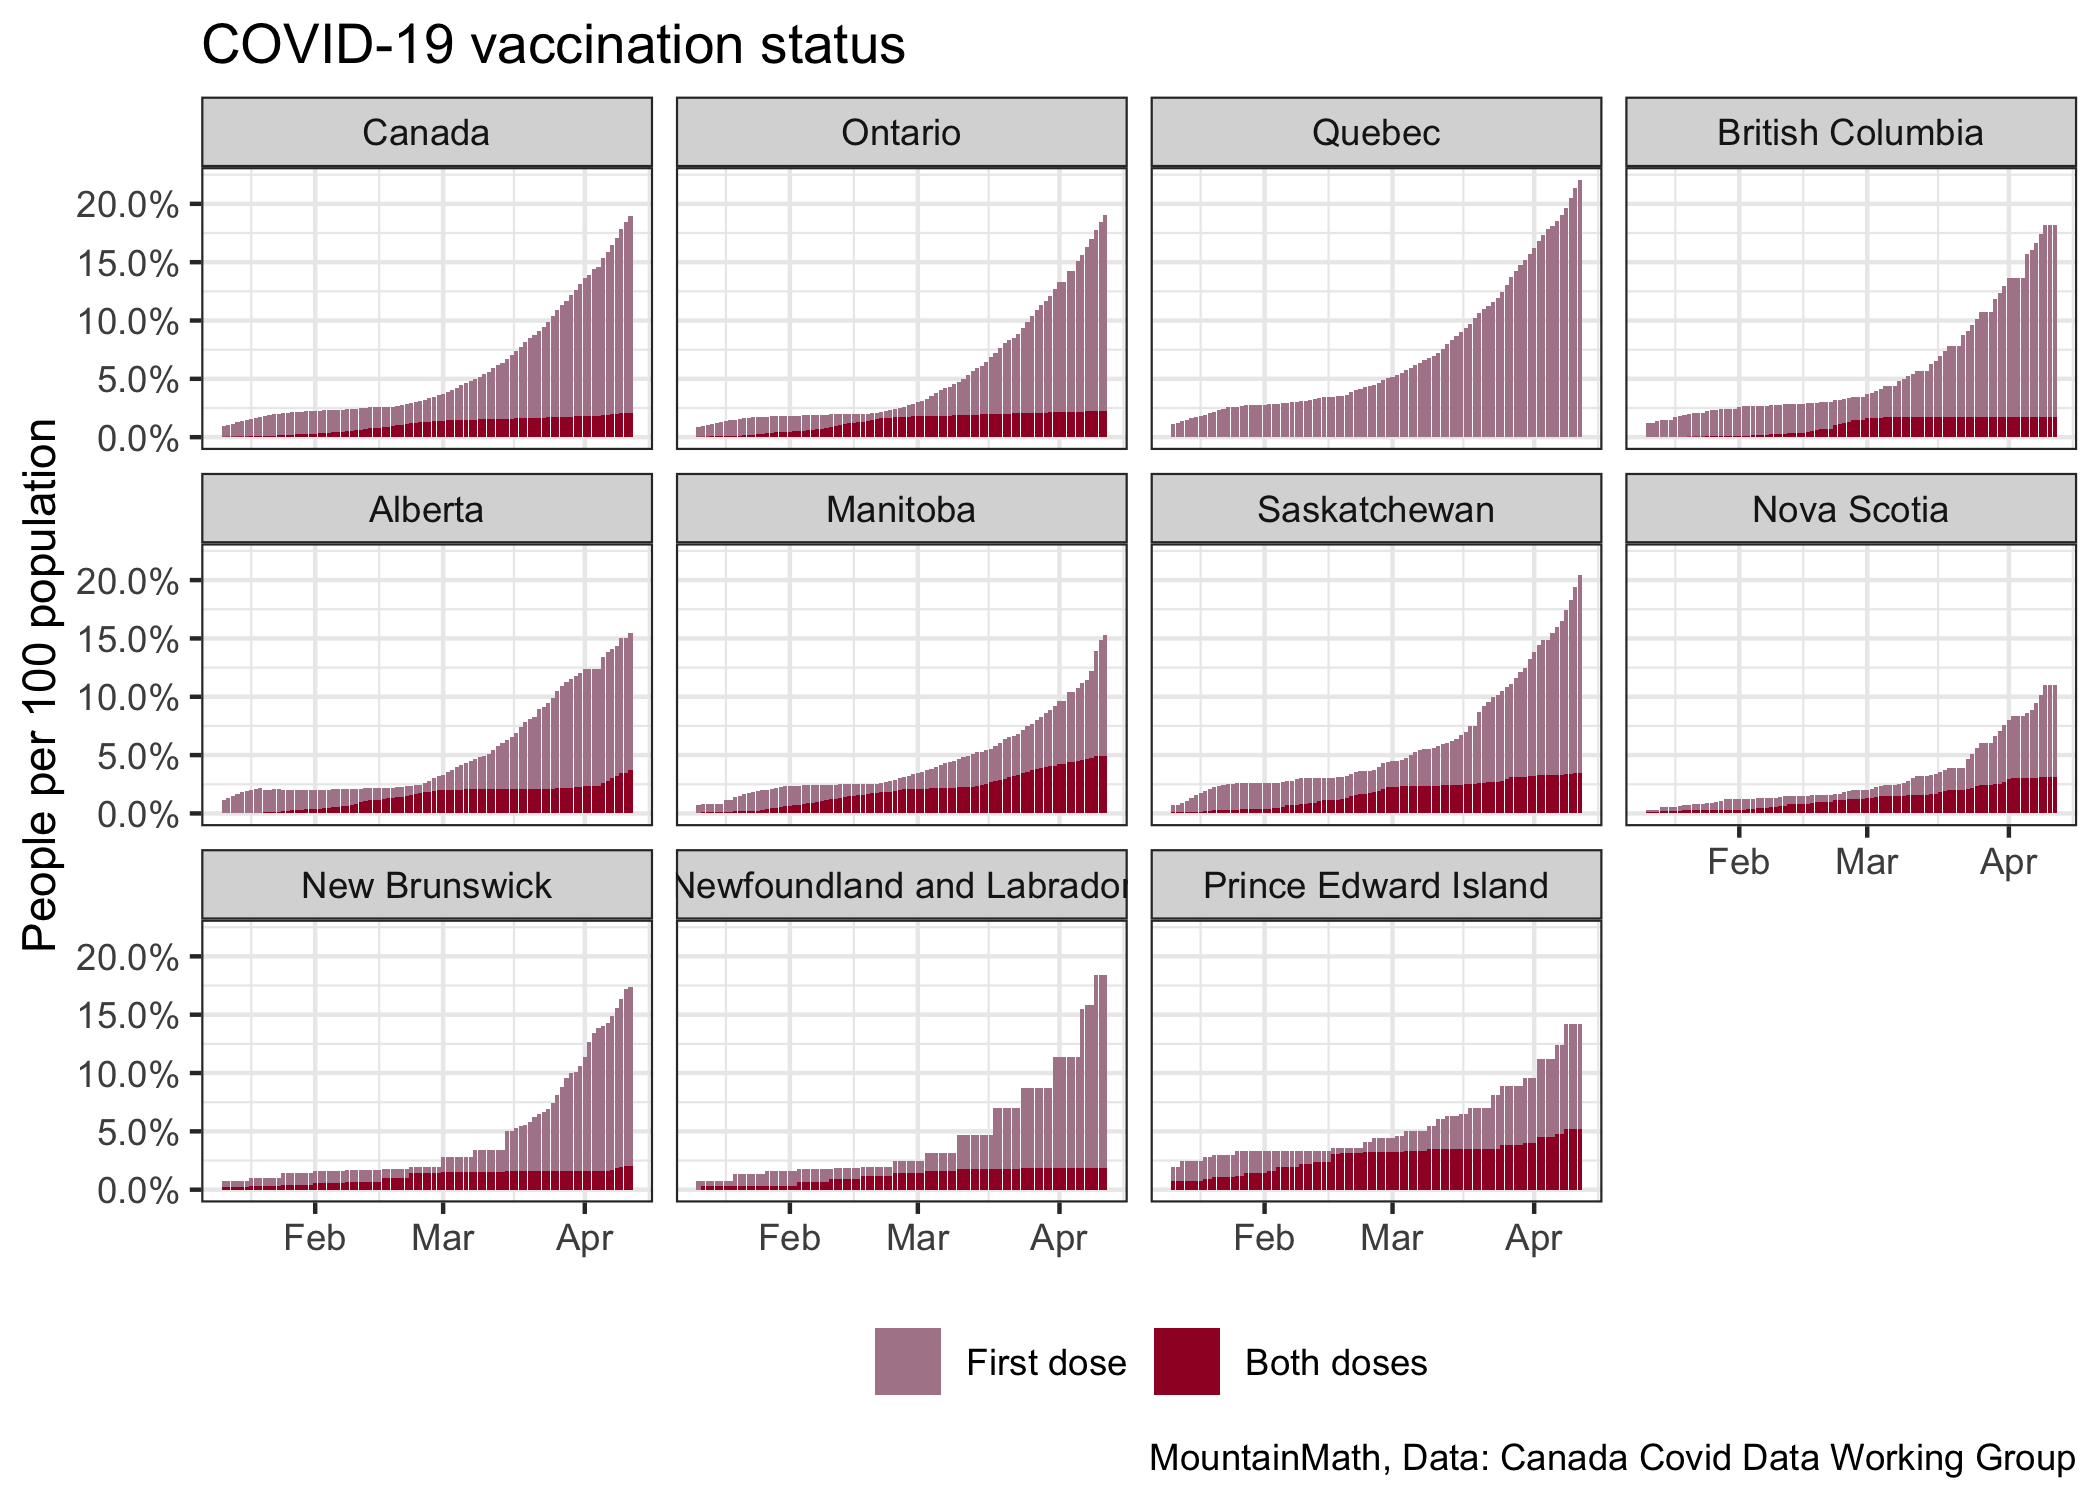 COVID-19 vaccination status
Canada
Ontario
Quebec
British Columbia
20.0%
15.0%
10.0%
5.0%
0.0%
Alberta
Manitoba
Saskatchewan
Nova Scotia
20.0%
15.0%
10.0%
5.0%
0.0%
Feb Mar Apr
New Brunswick
Newfoundland and Labrador
Prince Edward Island
20.0%
15.0%
10.0%
5.0%
0.0%
Feb Mar Apr
Feb Mar Apr
Feb Mar Apr
People per 100 population
First dose
Both doses
MountainMath, Data: Canada Covid Data Working Group